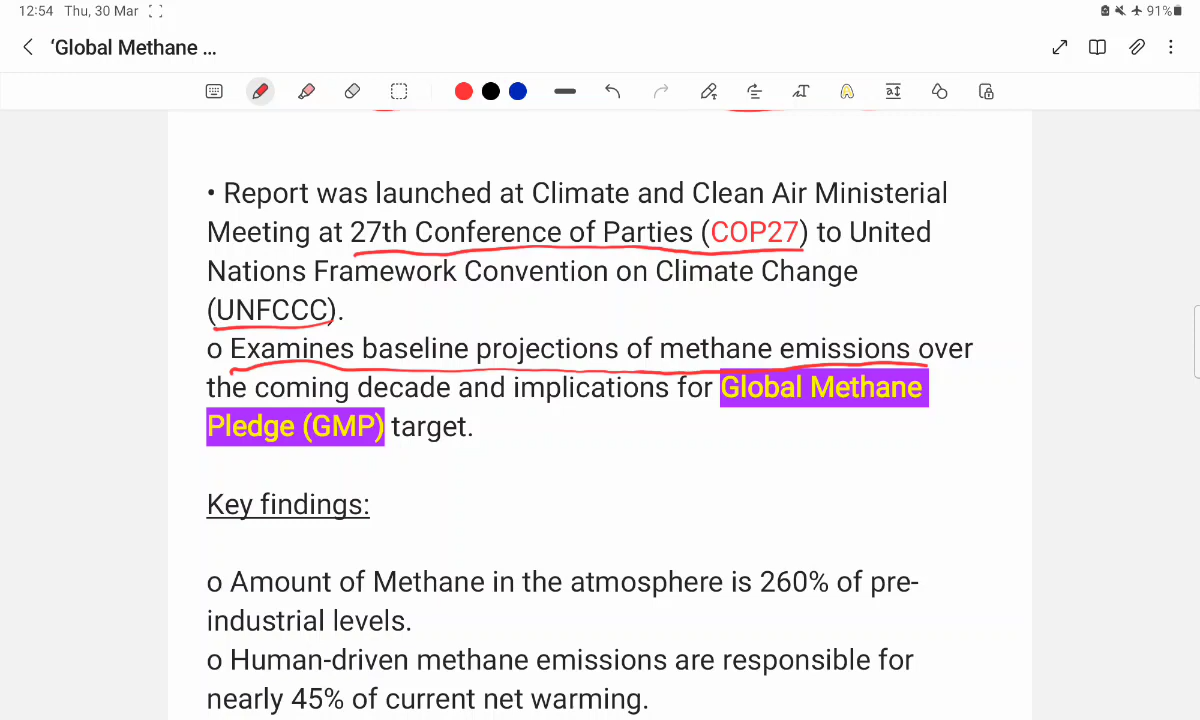 12:54 Thu, 30 Mar
91%
‘Global Methane ...
• Report was launched at Climate and Clean Air Ministerial
Meeting at 27th Conference of Parties (COP27) to United
Nations Framework Convention on Climate Change
(UNFCCC).
o Examines baseline projections of methane emissions over
the coming decade and implications for Global Methane
Pledge (GMP) target.
Key findings:
o Amount of Methane in the atmosphere is 260% of pre-
industrial levels.
o Human-driven methane emissions are responsible for
nearly 45% of current net warming.